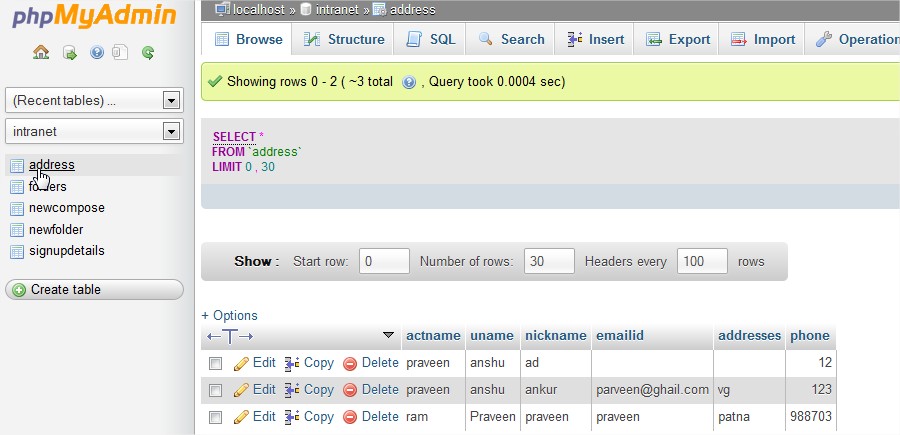 phpMyAdmin
(Recent tables) ...
intranet
address
folders
newcompose
newfolder
signupdetails
Create table
localhost » intranet » address
Browse Structure SQL Search Insert Export Import Operation
Showing rows 0 - 2 ( ~3 total , Query took 0.0004 sec)
SELECT *
FROM `address`
LIMIT 0 , 30
Show : Start row: 0 Number of rows: 30 Headers every 100 rows
+ Options
←T→ actname uname nickname emailid addresses phone
Edit Copy Delete praveen anshu ad 12
Edit Copy Delete praveen anshu ankur parveen@ghail.com vg 123
Edit Copy Delete ram Praveen praveen praveen patna 988703